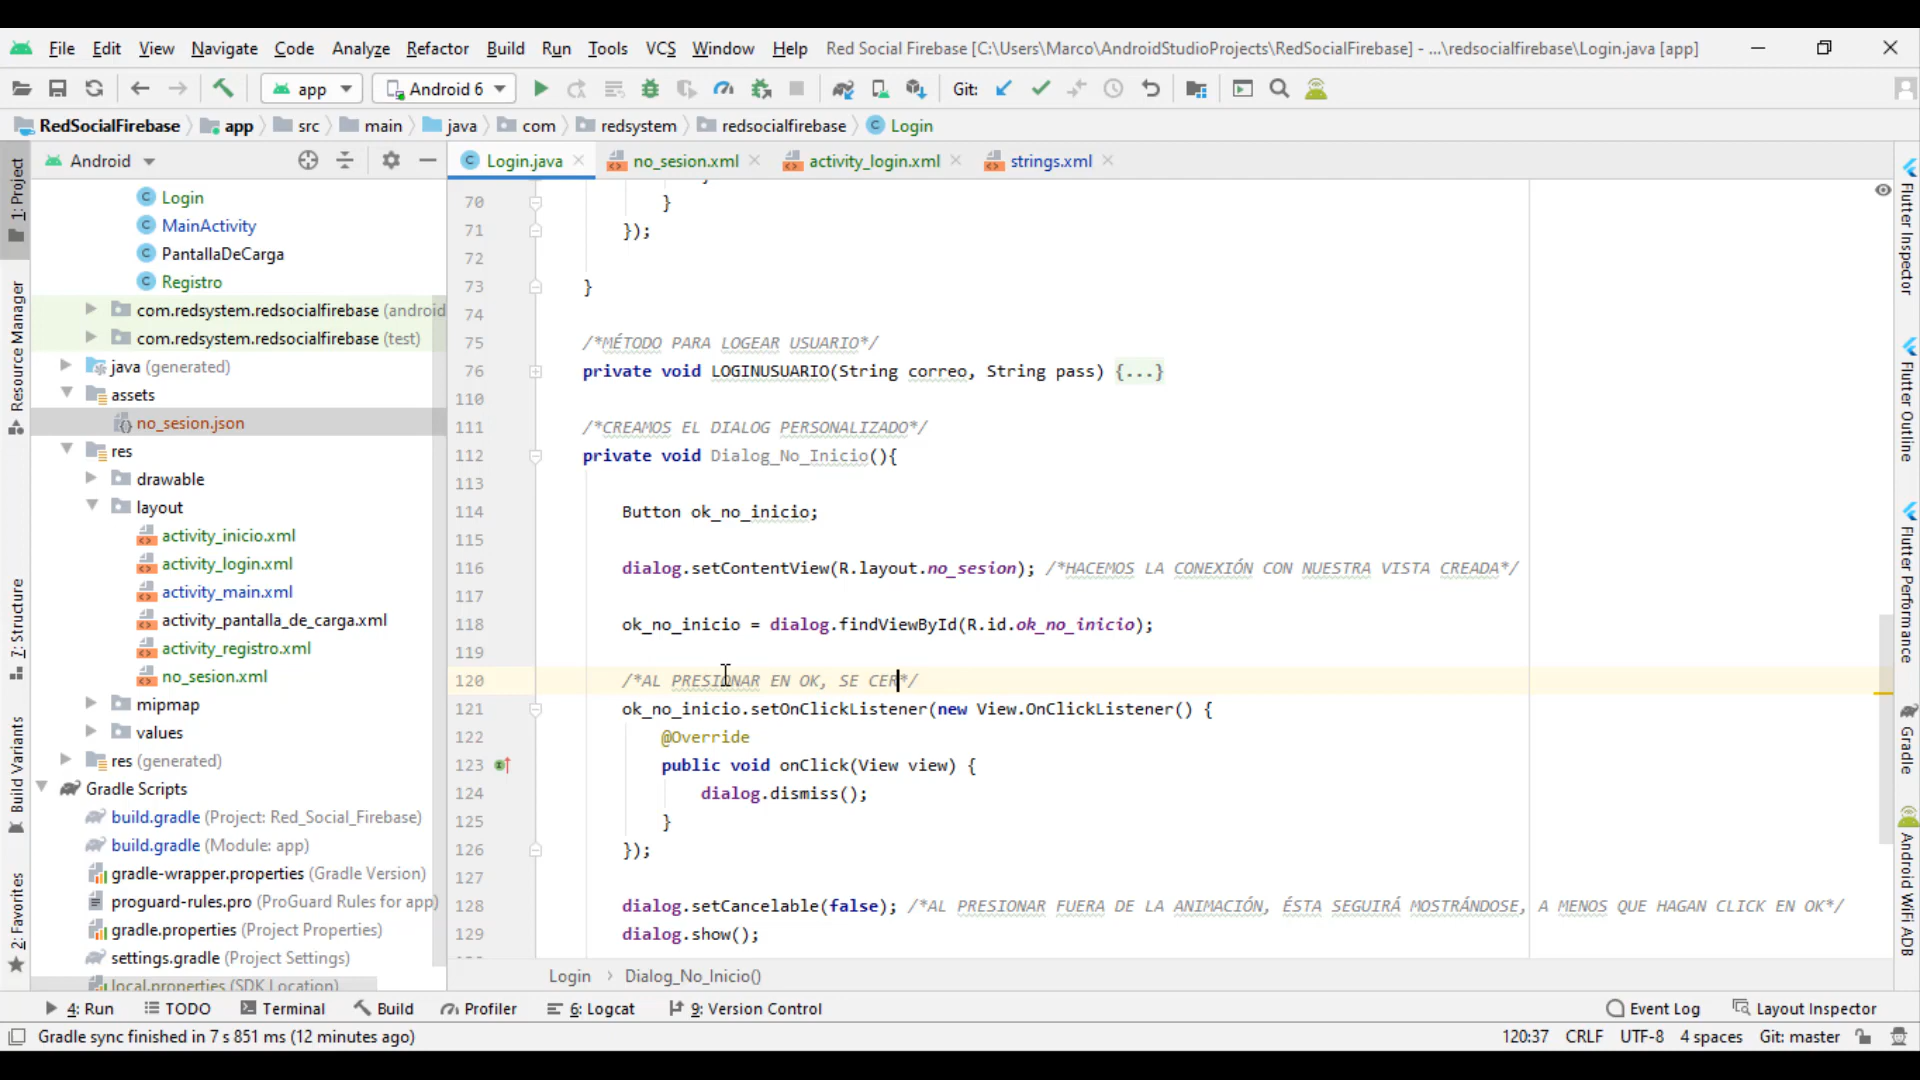 File Edit View Navigate Code Analyze Refactor Build Run Tools VCS Window Help Red Social Firebase [C:\Users\Marco\AndroidStudioProjects\RedSocialFirebase] - ...\redsocialfirebase\Login.java [app]
app Android 6 Git:
RedSocialFirebase app src main java com redsystem redsocialfirebase Login
Android
Login.java no_sesion.xml activity_login.xml strings.xml
1: Project
Resource Manager
7: Structure
Build Variants
2: Favorites
Login
MainActivity
PantallaDeCarga
Registro
com.redsystem.redsocialfirebase (android
com.redsystem.redsocialfirebase (test)
java (generated)
assets
no_sesion.json
res
drawable
layout
activity_inicio.xml
activity_login.xml
activity_main.xml
activity_pantalla_de_carga.xml
activity_registro.xml
no_sesion.xml
mipmap
values
res (generated)
Gradle Scripts
build.gradle (Project: Red_Social_Firebase)
build.gradle (Module: app)
gradle-wrapper.properties (Gradle Version)
proguard-rules.pro (ProGuard Rules for app)
gradle.properties (Project Properties)
settings.gradle (Project Settings)
local.properties (SDK Location)
70 }
71 });
72
73 }
74
75 /*MÉTODO PARA LOGEAR USUARIO*/
76 private void LOGINUSUARIO(String correo, String pass) {...}
110
111 /*CREAMOS EL DIALOG PERSONALIZADO*/
112 private void Dialog_No_Inicio(){
113
114 Button ok_no_inicio;
115
116 dialog.setContentView(R.layout.no_sesion); /*HACEMOS LA CONEXIÓN CON NUESTRA VISTA CREADA*/
117
118 ok_no_inicio = dialog.findViewById(R.id.ok_no_inicio);
119
120 /*AL PRESIONAR EN OK, SE CER*/
121 ok_no_inicio.setOnClickListener(new View.OnClickListener() {
122 @Override
123 public void onClick(View view) {
124 dialog.dismiss();
125 }
126 });
127
128 dialog.setCancelable(false); /*AL PRESIONAR FUERA DE LA ANIMACIÓN, ÉSTA SEGUIRÁ MOSTRÁNDOSE, A MENOS QUE HAGAN CLICK EN OK*/
129 dialog.show();
Login > Dialog_No_Inicio()
Flutter Inspector
Flutter Outline
Flutter Performance
Gradle
Android WiFi ADB
4: Run TODO Terminal Build Profiler 6: Logcat 9: Version Control Event Log Layout Inspector
Gradle sync finished in 7 s 851 ms (12 minutes ago) 120:37 CRLF UTF-8 4 spaces Git: master